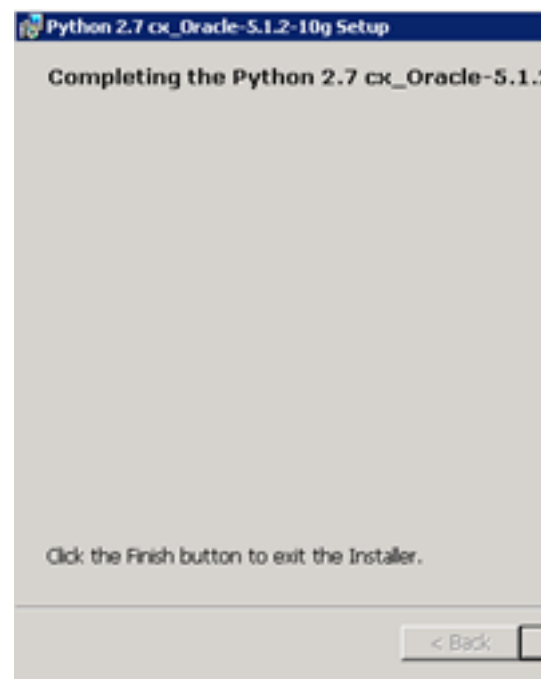 Python 2.7 cx_Oracle-5.1.2-10g Setup
Completing the Python 2.7 cx_Oracle-5.1.
Click the Finish button to exit the Installer.
< Back